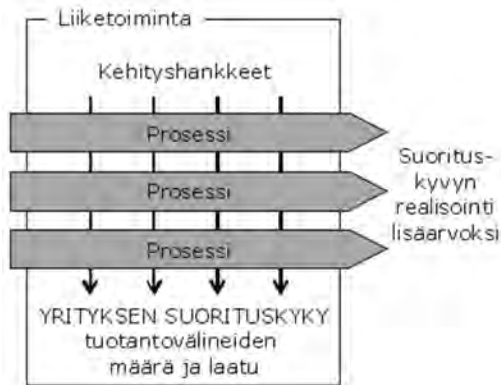 Liiketoiminta
Kehityshankkeet
Prosessi
Prosessi
Prosessi
Suoritus-
kyvyn
realisointi
lisäarvoksi
YRITYKSEN SUORITUSKYKY
tuotantovälineiden
määrä ja laatu